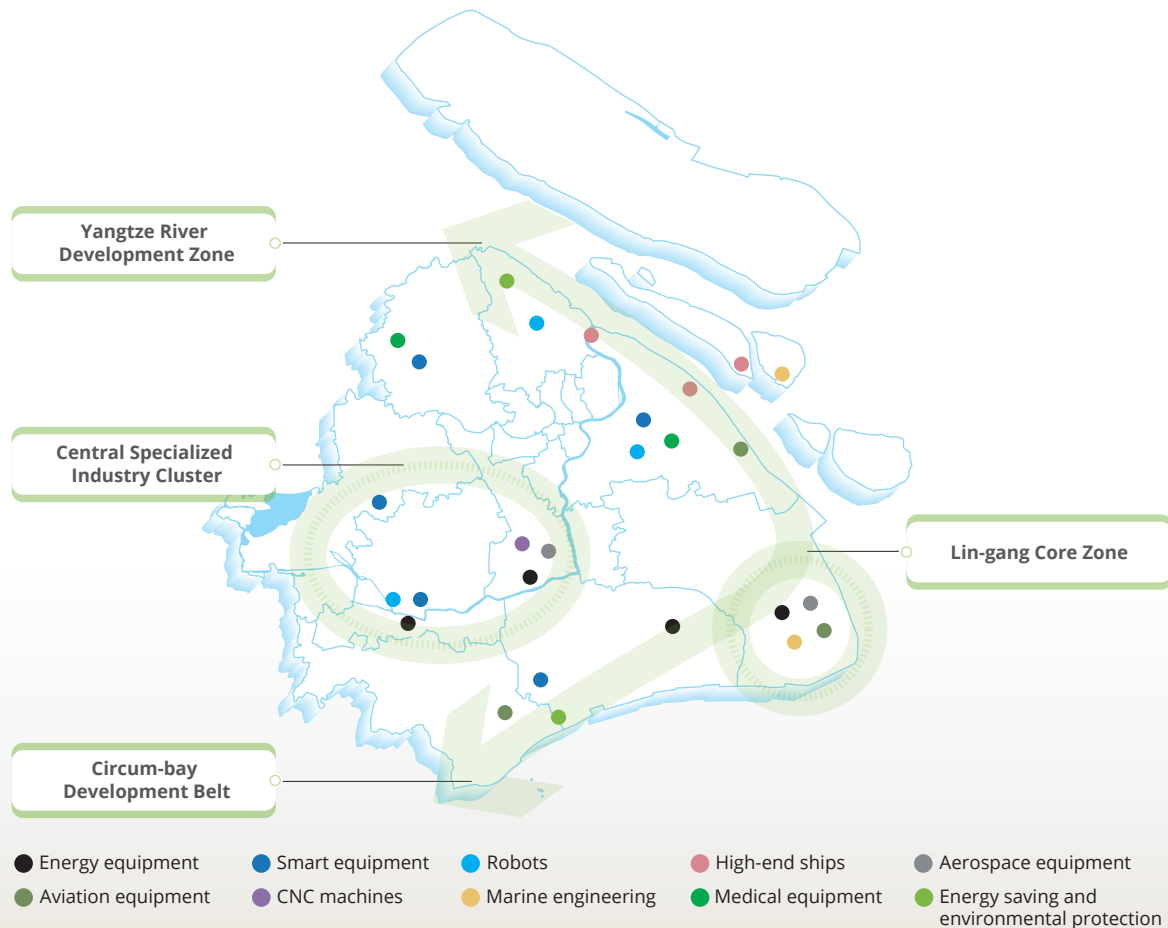 Yangtze River
Development Zone
Central Specialized
Industry Cluster
Lin-gang Core Zone
Circum-bay
Development Belt
Energy equipment
Smart equipment
Robots
High-end ships
Aerospace equipment
Aviation equipment
CNC machines
Marine engineering
Medical equipment
Energy saving and
environmental protection